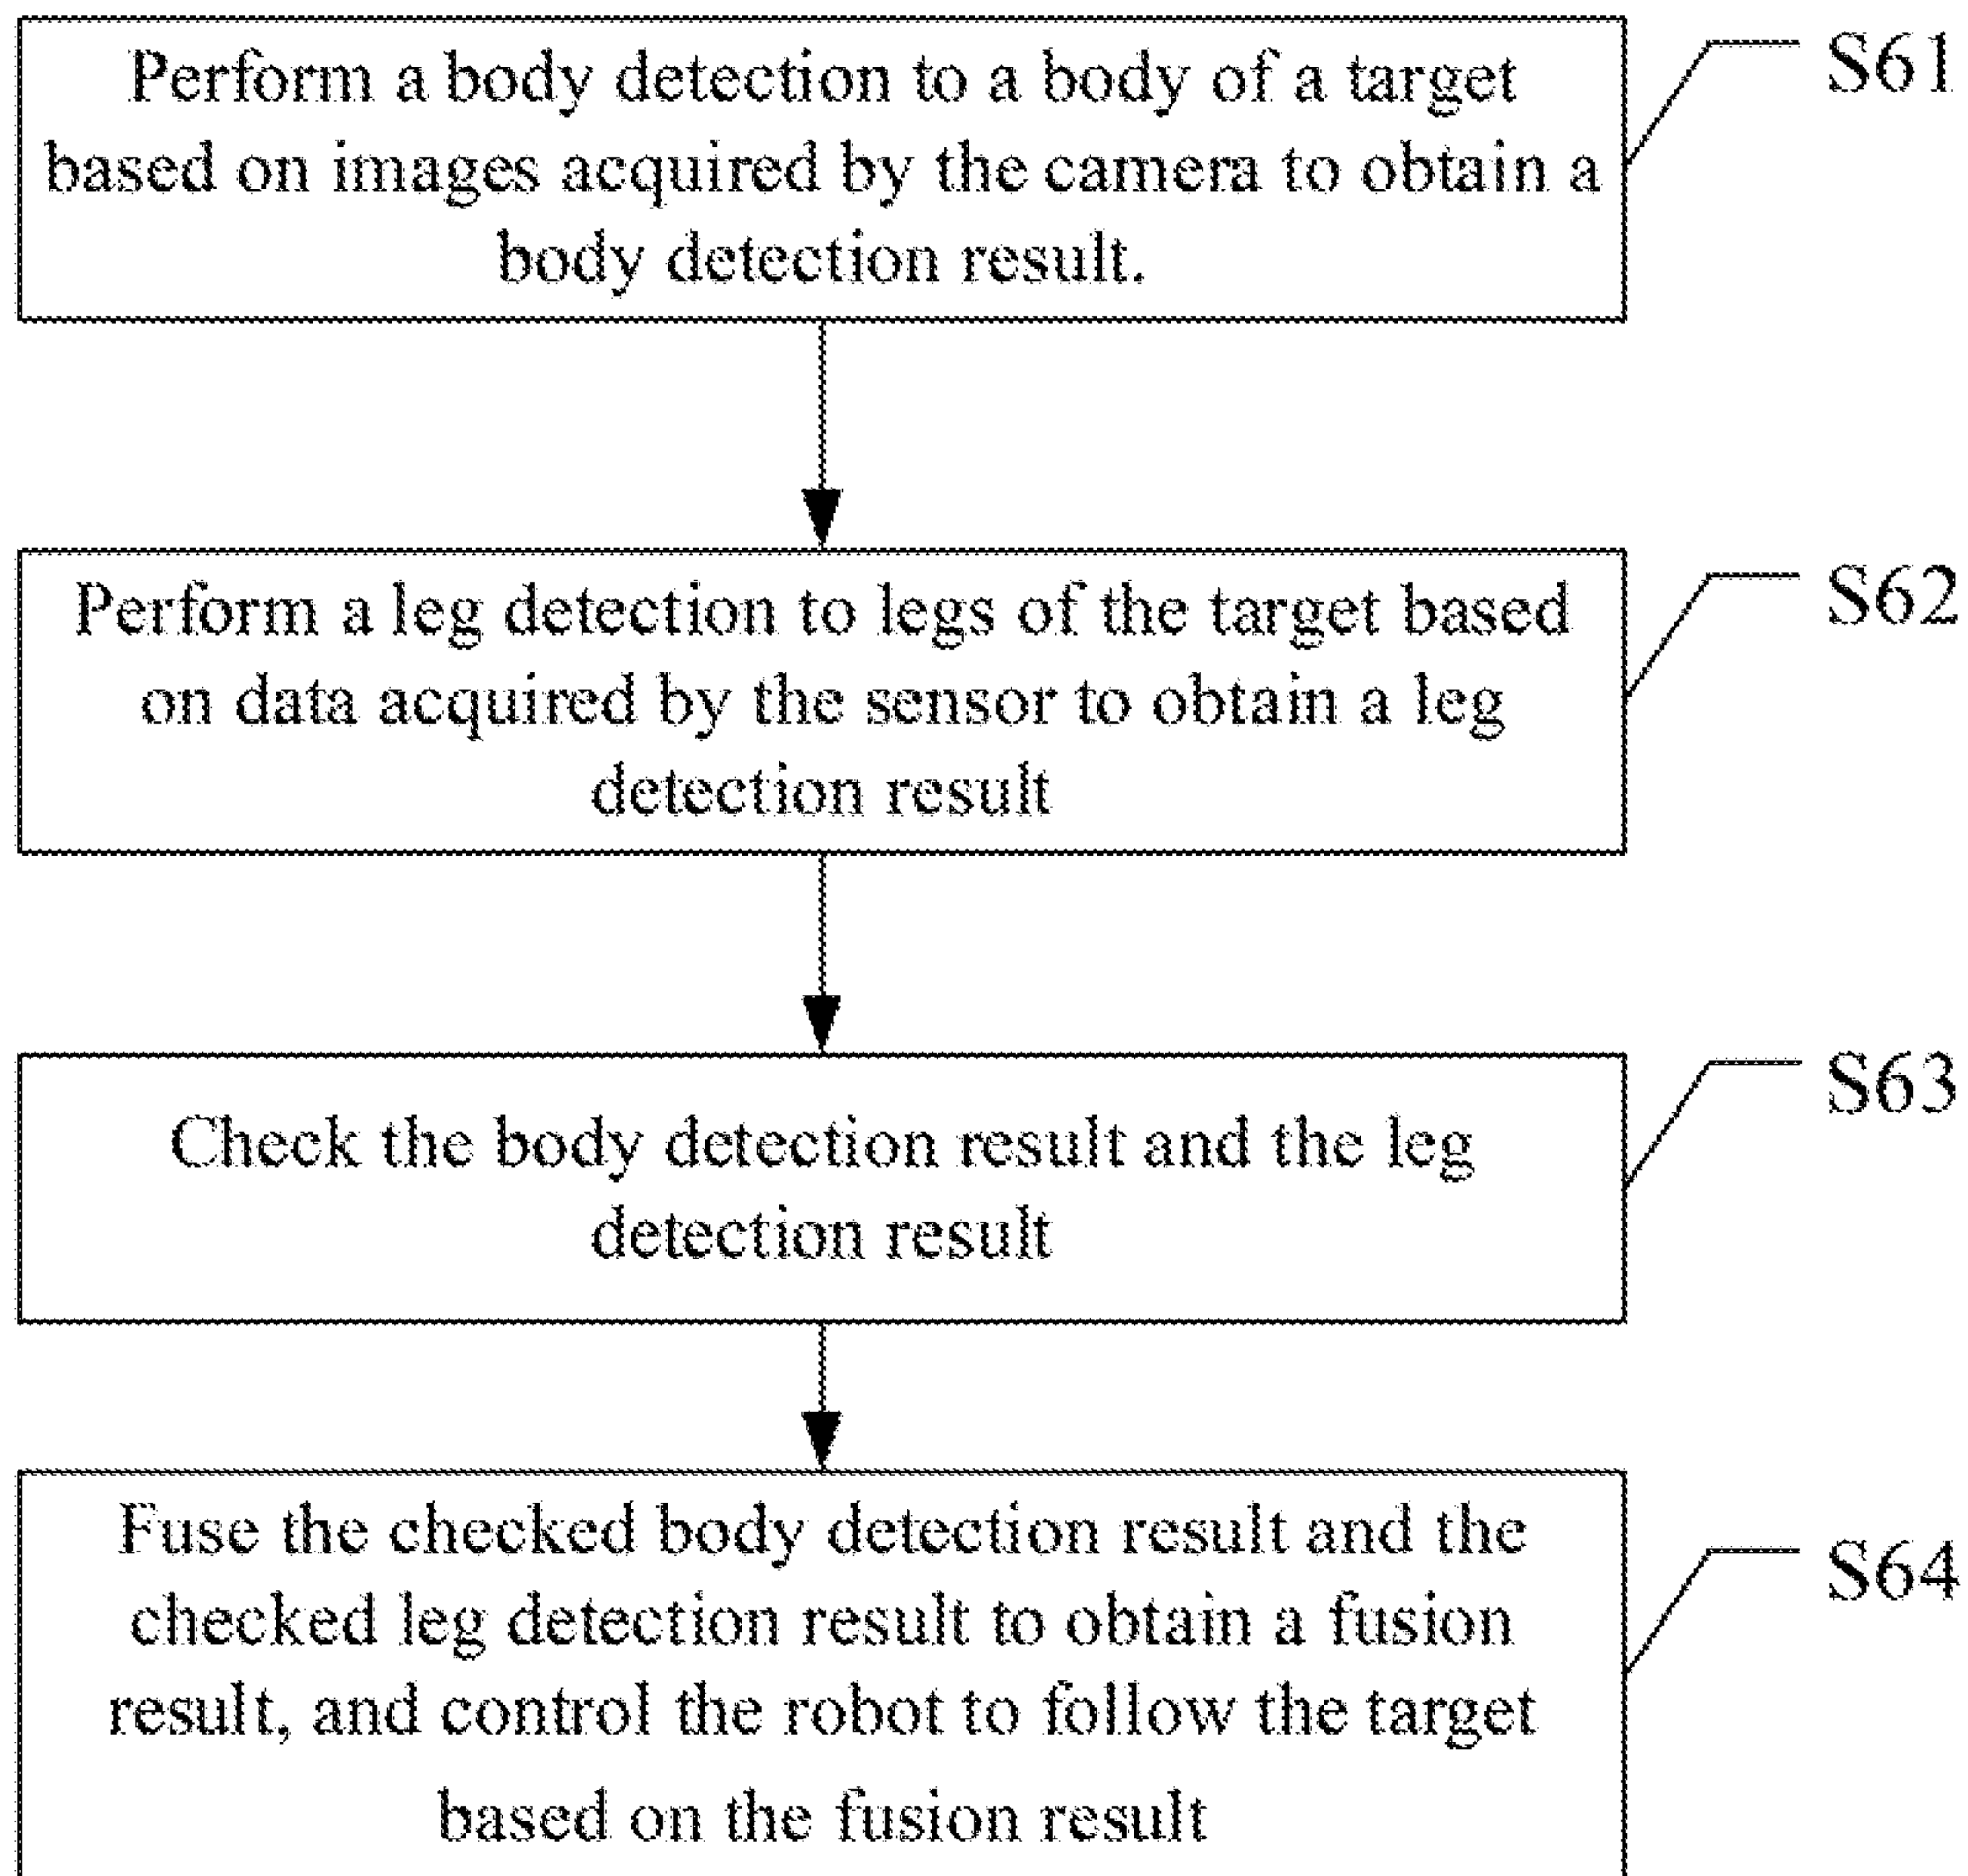 Perform a body detection to a body of a target
based on images acquired by the camera to obtain a
body detection result.
S61
Perform a leg detection to legs of the target based
on data acquired by the sensor to obtain a leg
detection result
S62
Check the body detection result and the leg
detection result
S63
Fuse the checked body detection result and the
checked leg detection result to obtain a fusion
result, and control the robot to follow the target
based on the fusion result
S64